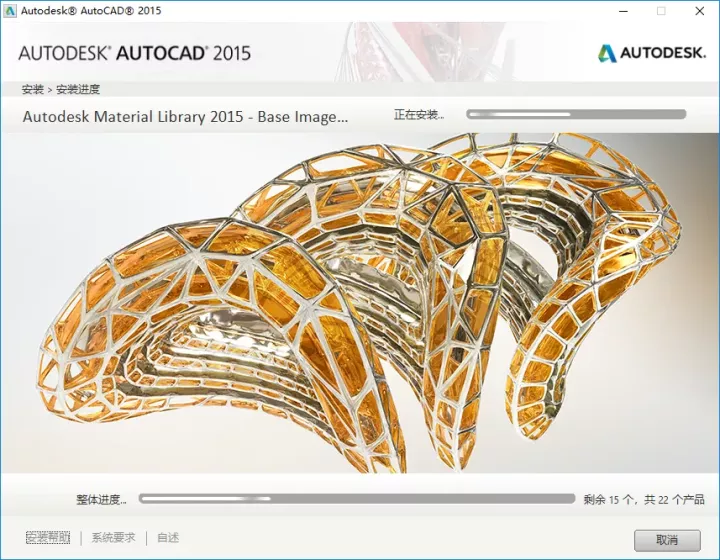 Autodesk® AutoCAD® 2015
AUTODESK® AUTOCAD® 2015
AUTODESK.
安装 > 安装进度
Autodesk Material Library 2015 - Base Image...
正在安装...
整体进度...
剩余 15 个，共 22 个产品
安装帮助 | 系统要求 | 自述
取消